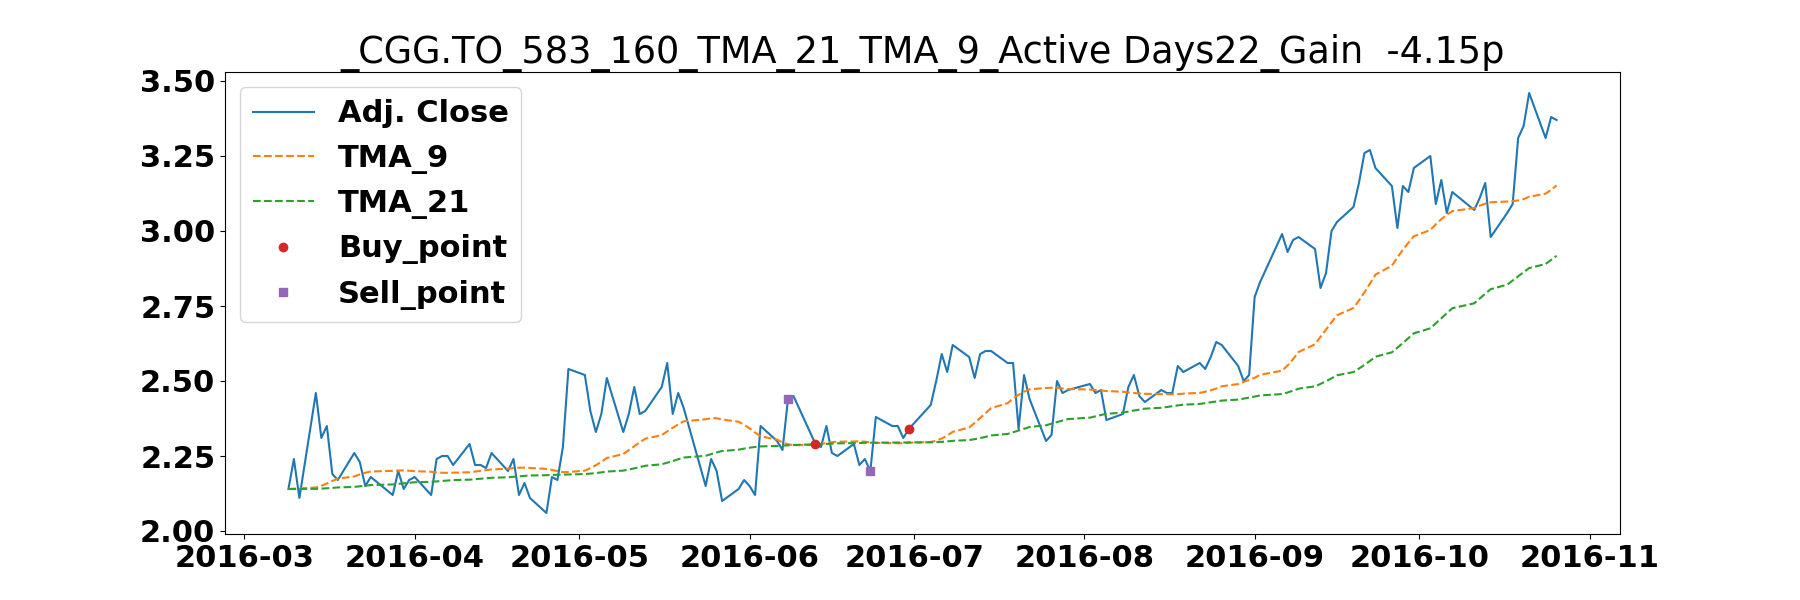 _CGG.TO_583_160_TMA_21_TMA_9_Active Days22_Gain  -4.15p
3.50
3.25
3.00
2.75
2.50
2.25
2.00
Adj. Close
TMA_9
TMA_21
Buy_point
Sell_point
2016-03 2016-04 2016-05 2016-06 2016-07 2016-08 2016-09 2016-10 2016-11